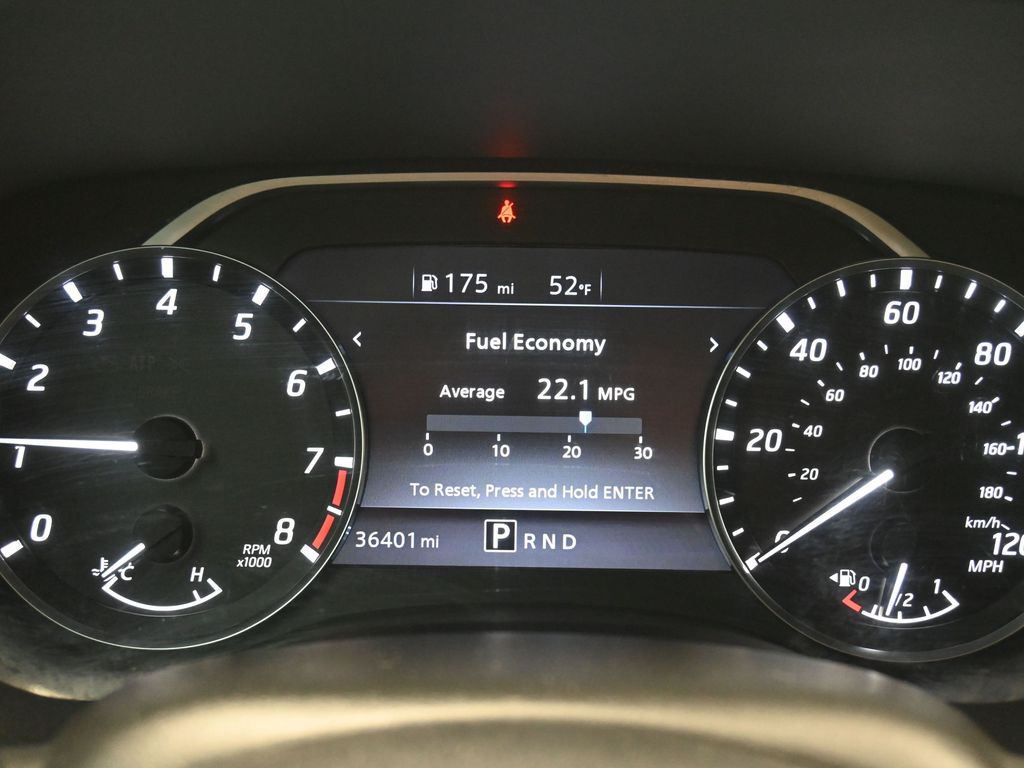 175 mi 52°F
< Fuel Economy >
Average 22.1 MPG
0 10 20 30
To Reset, Press and Hold ENTER
36401 mi P R N D
0 1 2 3 4 5 6 7 8
RPM
x1000
C H
0 20 40 60 80
20 40 60 80 100 120 140 160 180
km/h
120
MPH
0 1/2 1